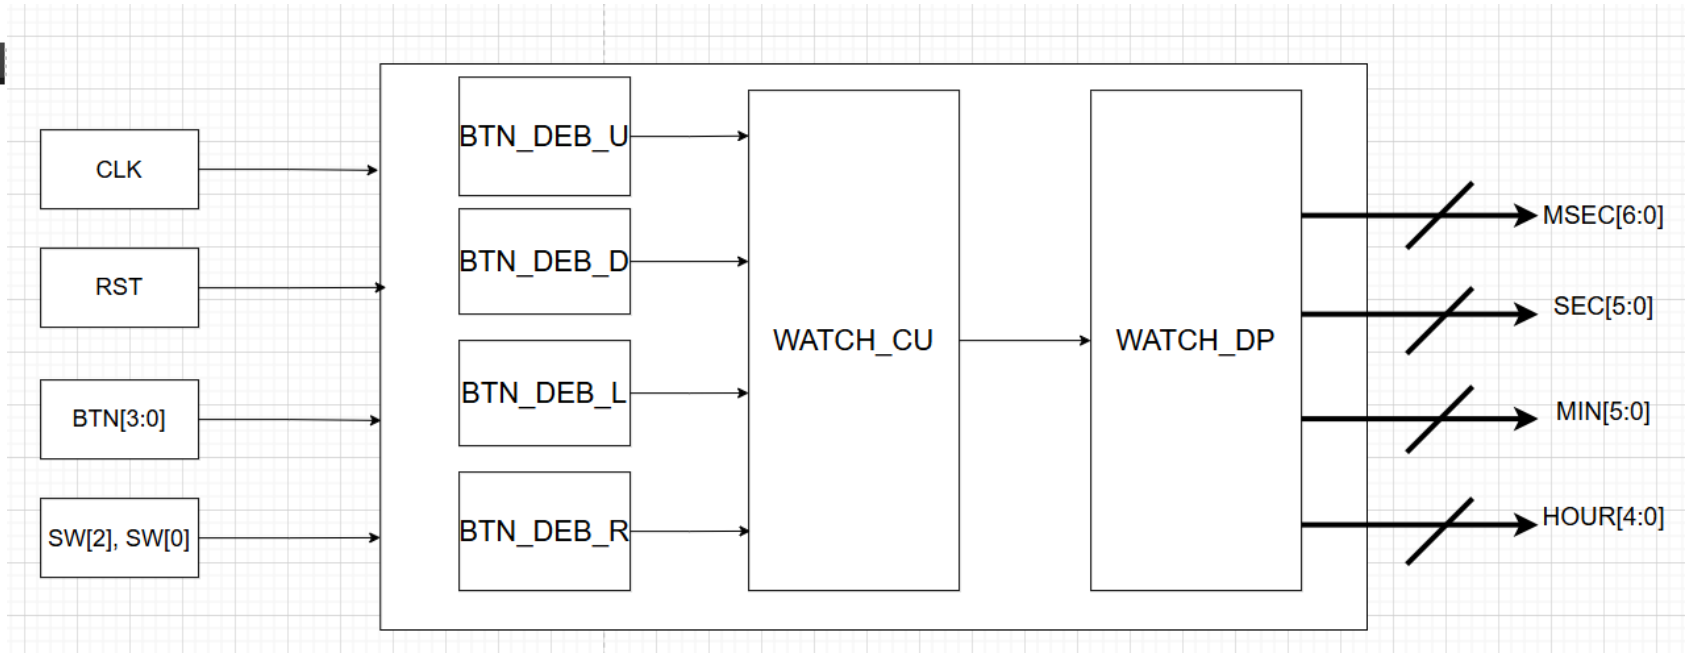 CLK
RST
BTN[3:0]
SW[2], SW[0]
BTN_DEB_U
BTN_DEB_D
BTN_DEB_L
BTN_DEB_R
WATCH_CU
WATCH_DP
MSEC[6:0]
SEC[5:0]
MIN[5:0]
HOUR[4:0]